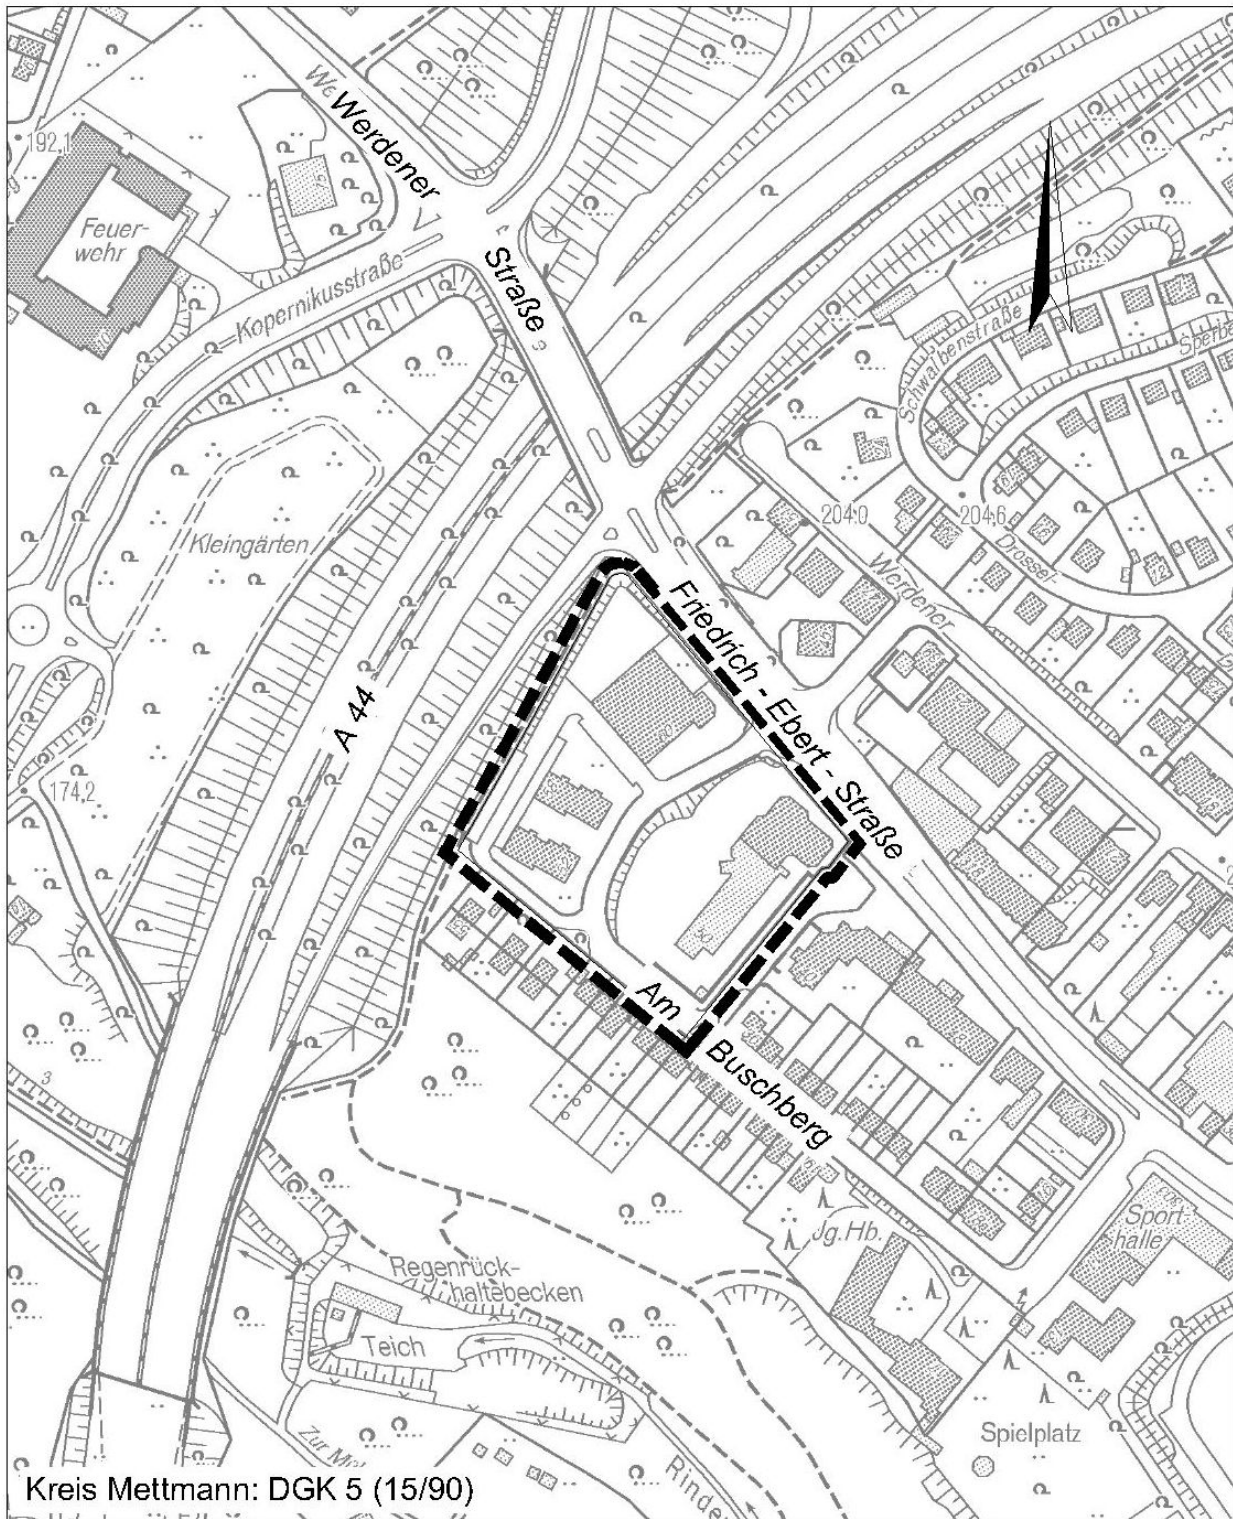 Werdener
Straße
192,1
Feuer-
wehr
Kopernikusstraße
Kleingärten
Schwalbenstraße
204,0
204,6
Drossel-
Werdener
Friedrich - Ebert - Straße
A 44
174,2
Am
Buschberg
3
Jg.Hb.
Sport-
halle
Regenrück-
haltebecken
Teich
Spielplatz
Kreis Mettmann: DGK 5 (15/90)